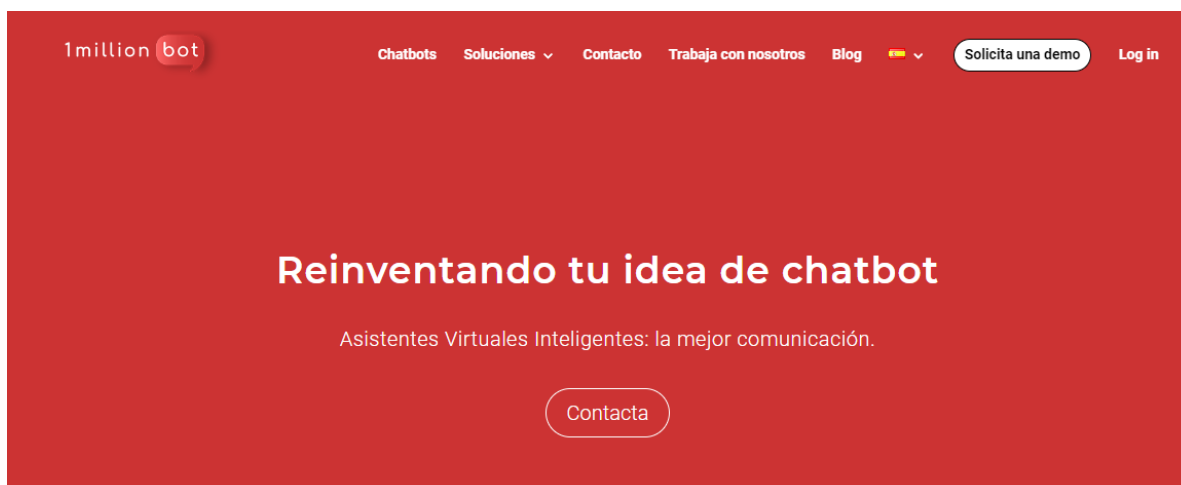 1million bot
Chatbots Soluciones Contacto Trabaja con nosotros Blog Solicita una demo Log in
Reinventando tu idea de chatbot
Asistentes Virtuales Inteligentes: la mejor comunicación.
Contacta